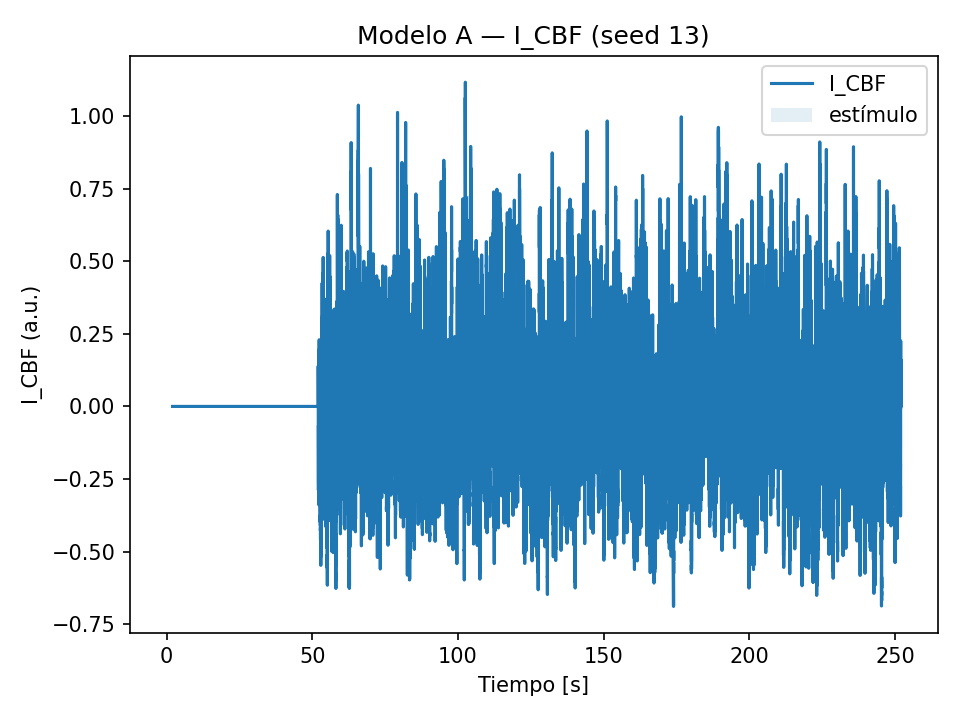 Modelo A — I_CBF (seed 13)
I_CBF
estímulo
I_CBF (a.u.)
1.00
0.75
0.50
0.25
0.00
−0.25
−0.50
−0.75
0 50 100 150 200 250
Tiempo [s]